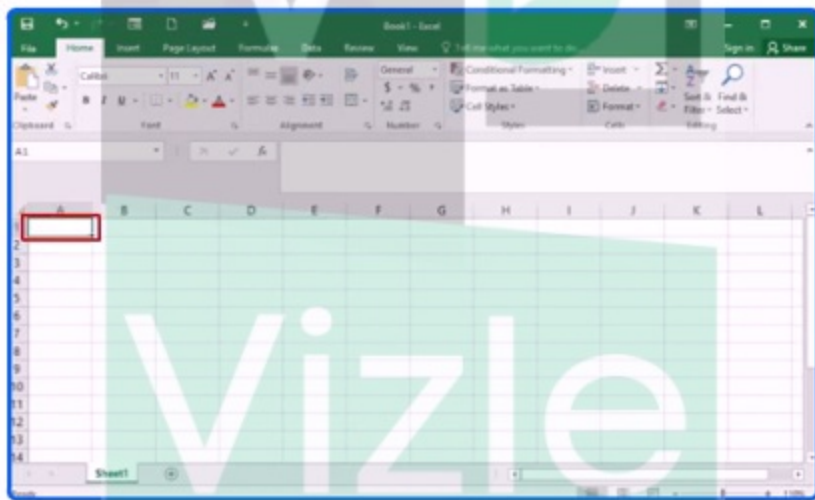 Book1 - Excel
File Home Insert Page Layout Formulas Data Review View Tell me what you want to do... Sign in Share
Calibri 11 General Conditional Formatting Insert
Paste B I U $ % Format as Table Delete Sort & Find &
Cell Styles Format Filter Select
Clipboard Font Alignment Number Styles Cells Editing
A1 fx
A B C D E F G H I J K L
1
2
3
4
5
6
7
8
9
10
11
12
13
14
Vizle
Sheet1
Ready 110%